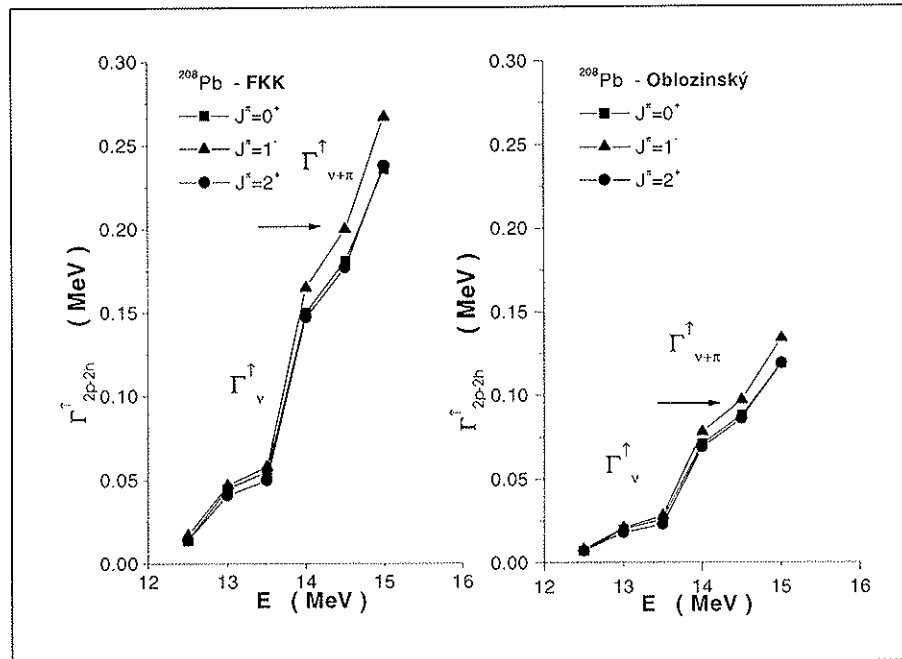 0.30
0.25
0.20
0.15
0.10
0.05
0.00
Γ↑2p-2h (MeV)
²⁰⁸Pb - FKK
J^π=0⁺
J^π=1⁻
J^π=2⁺
Γ↑ν+π
Γ↑ν
12 13 14 15 16
E (MeV)
0.30
0.25
0.20
0.15
0.10
0.05
0.00
Γ↑2p-2h (MeV)
²⁰⁸Pb - Oblozinský
J^π=0⁺
J^π=1⁻
J^π=2⁺
Γ↑ν+π
Γ↑ν
12 13 14 15 16
E (MeV)